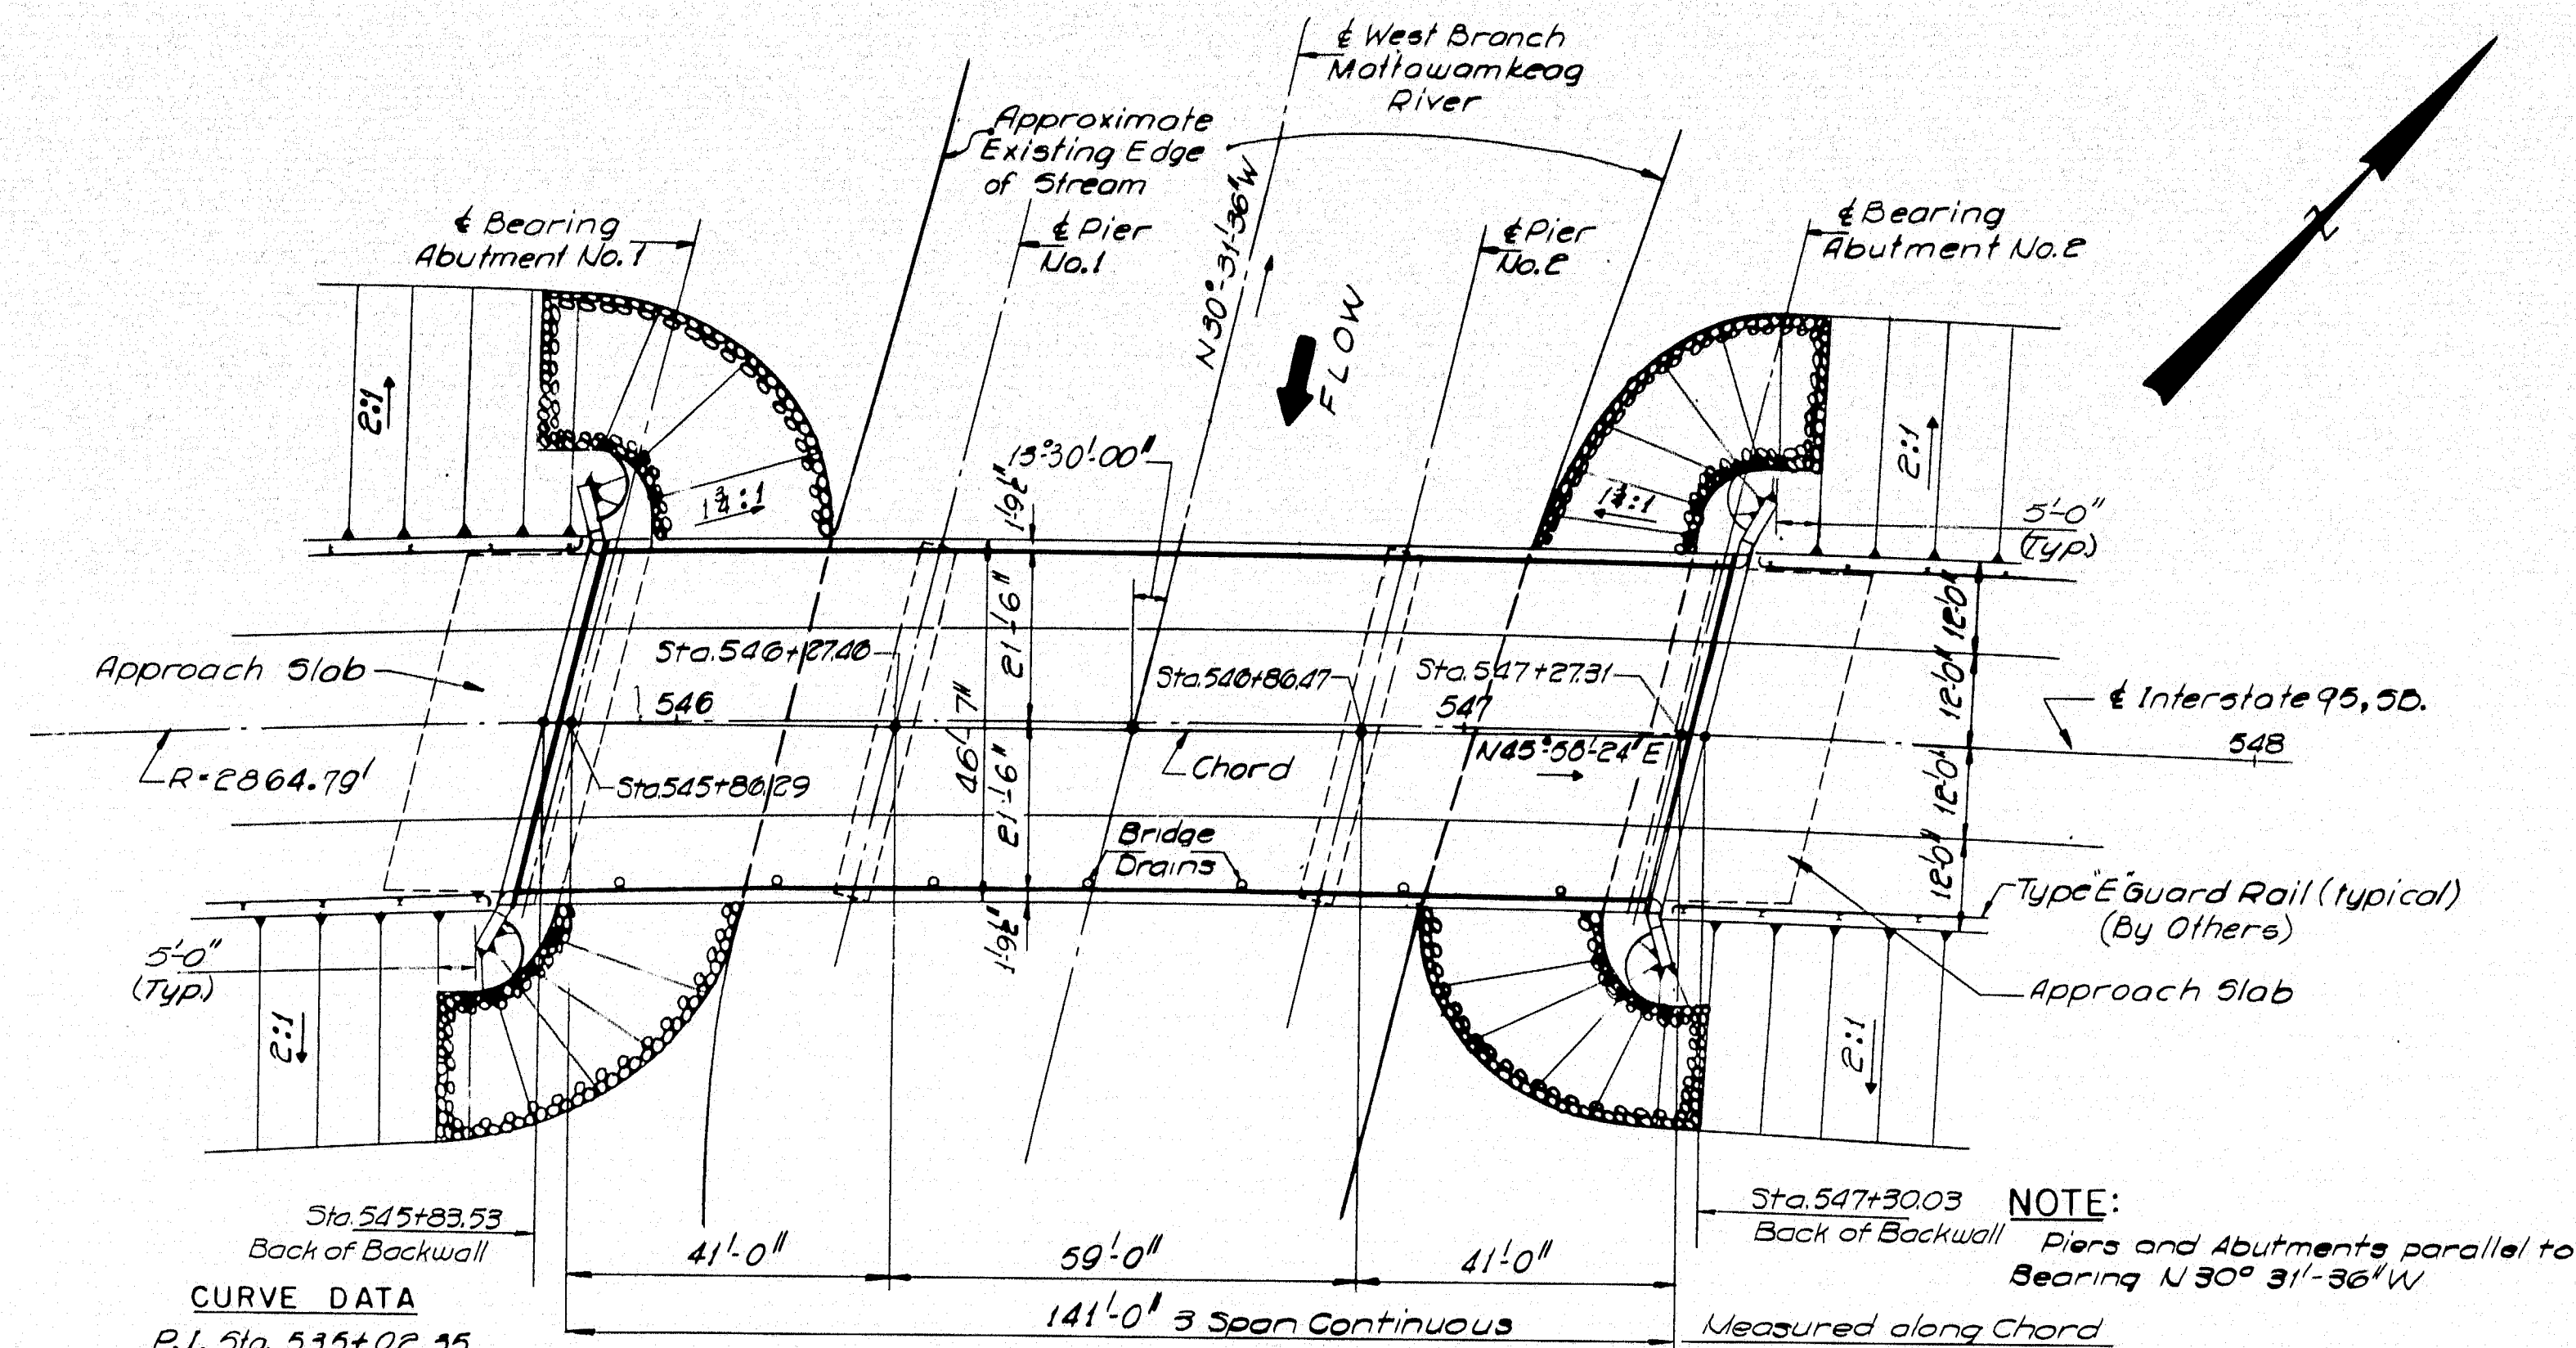 ℄ West Branch
Mattawamkeag
River
Approximate
Existing Edge
of Stream
℄ Bearing
Abutment No.1
℄ Pier
No.1
N30°-31'-36"W
℄ Pier
No.2
℄ Bearing
Abutment No.2
FLOW
2:1
1¾:1
1'-9½"
13°-30'-00"
1¾:1
2:1
5'-0"
(Typ.)
Approach Slab
Sta.546+27.46
546
21'-6"
46'-7"
Sta.546+86.47
Sta.547+27.31
547
12'-0"
12'-0"
℄ Interstate 95, SB.
548
R=2864.79'
Sta.545+86.29
Chord
N45°-58'-24"E
12'-0"
12'-0"
21'-6"
Bridge
Drains
1'-9½"
Type "E" Guard Rail (typical)
(By Others)
Approach Slab
5'-0"
(Typ.)
2:1
2:1
Sta.545+83.53
Back of Backwall
41'-0"
59'-0"
41'-0"
Sta.547+30.03
Back of Backwall
NOTE:
Piers and Abutments parallel to
Bearing N 30° 31'-36" W
141'-0" 3 Span Continuous
Measured along Chord
CURVE DATA
P.I. Sta. 535+02.35